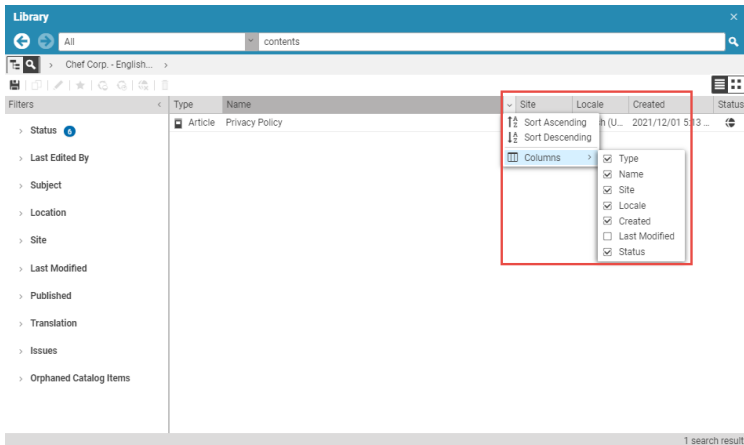 Library
All contents
Chef Corp. - English...
Filters Type Name Site Locale Created Status
Article Privacy Policy h (U... 2021/12/01 5:13 ...
Sort Ascending
Sort Descending
Columns
Type
Name
Site
Locale
Created
Last Modified
Status
Status 6
Last Edited By
Subject
Location
Site
Last Modified
Published
Translation
Issues
Orphaned Catalog Items
1 search result